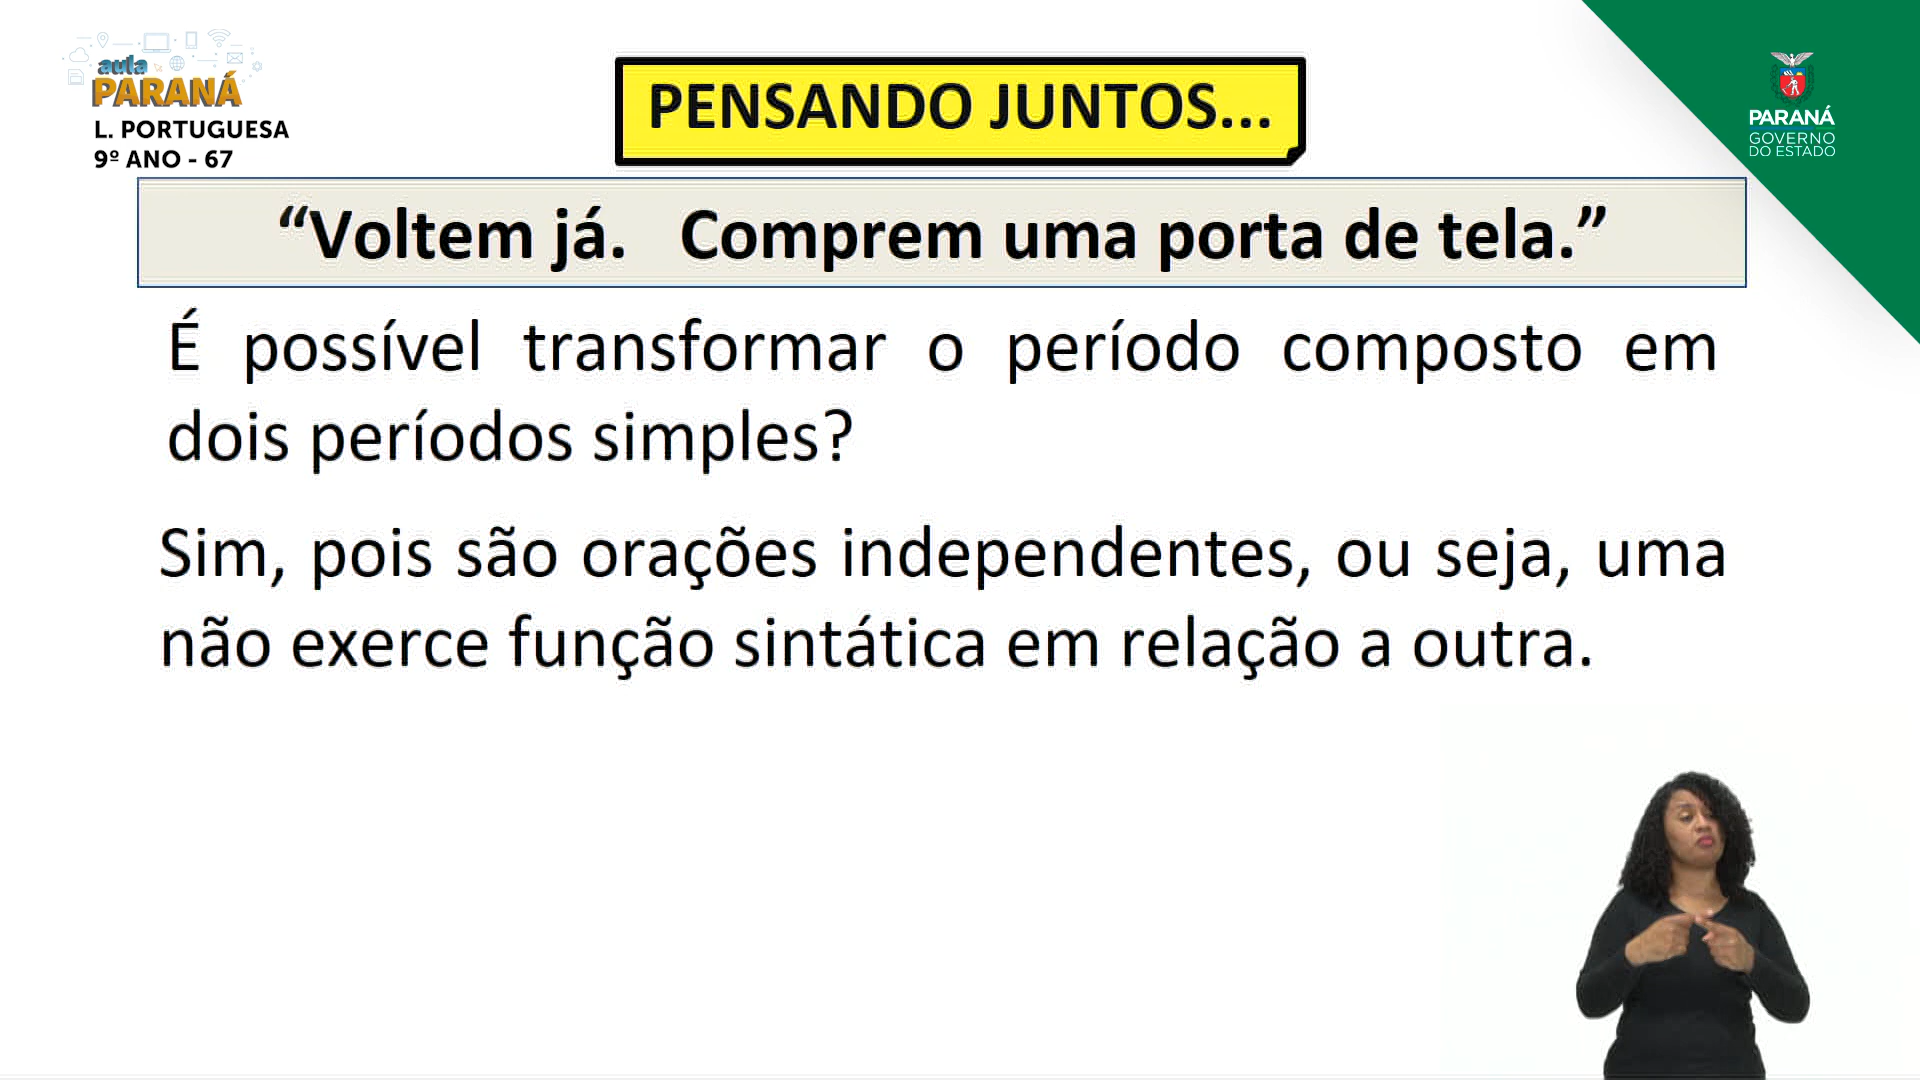 aula
PARANÁ
L. PORTUGUESA
9º ANO - 67
PENSANDO JUNTOS...
PARANÁ
GOVERNO
DO ESTADO
“Voltem já. Comprem uma porta de tela.”
É possível transformar o período composto em
dois períodos simples?
Sim, pois são orações independentes, ou seja, uma
não exerce função sintática em relação a outra.